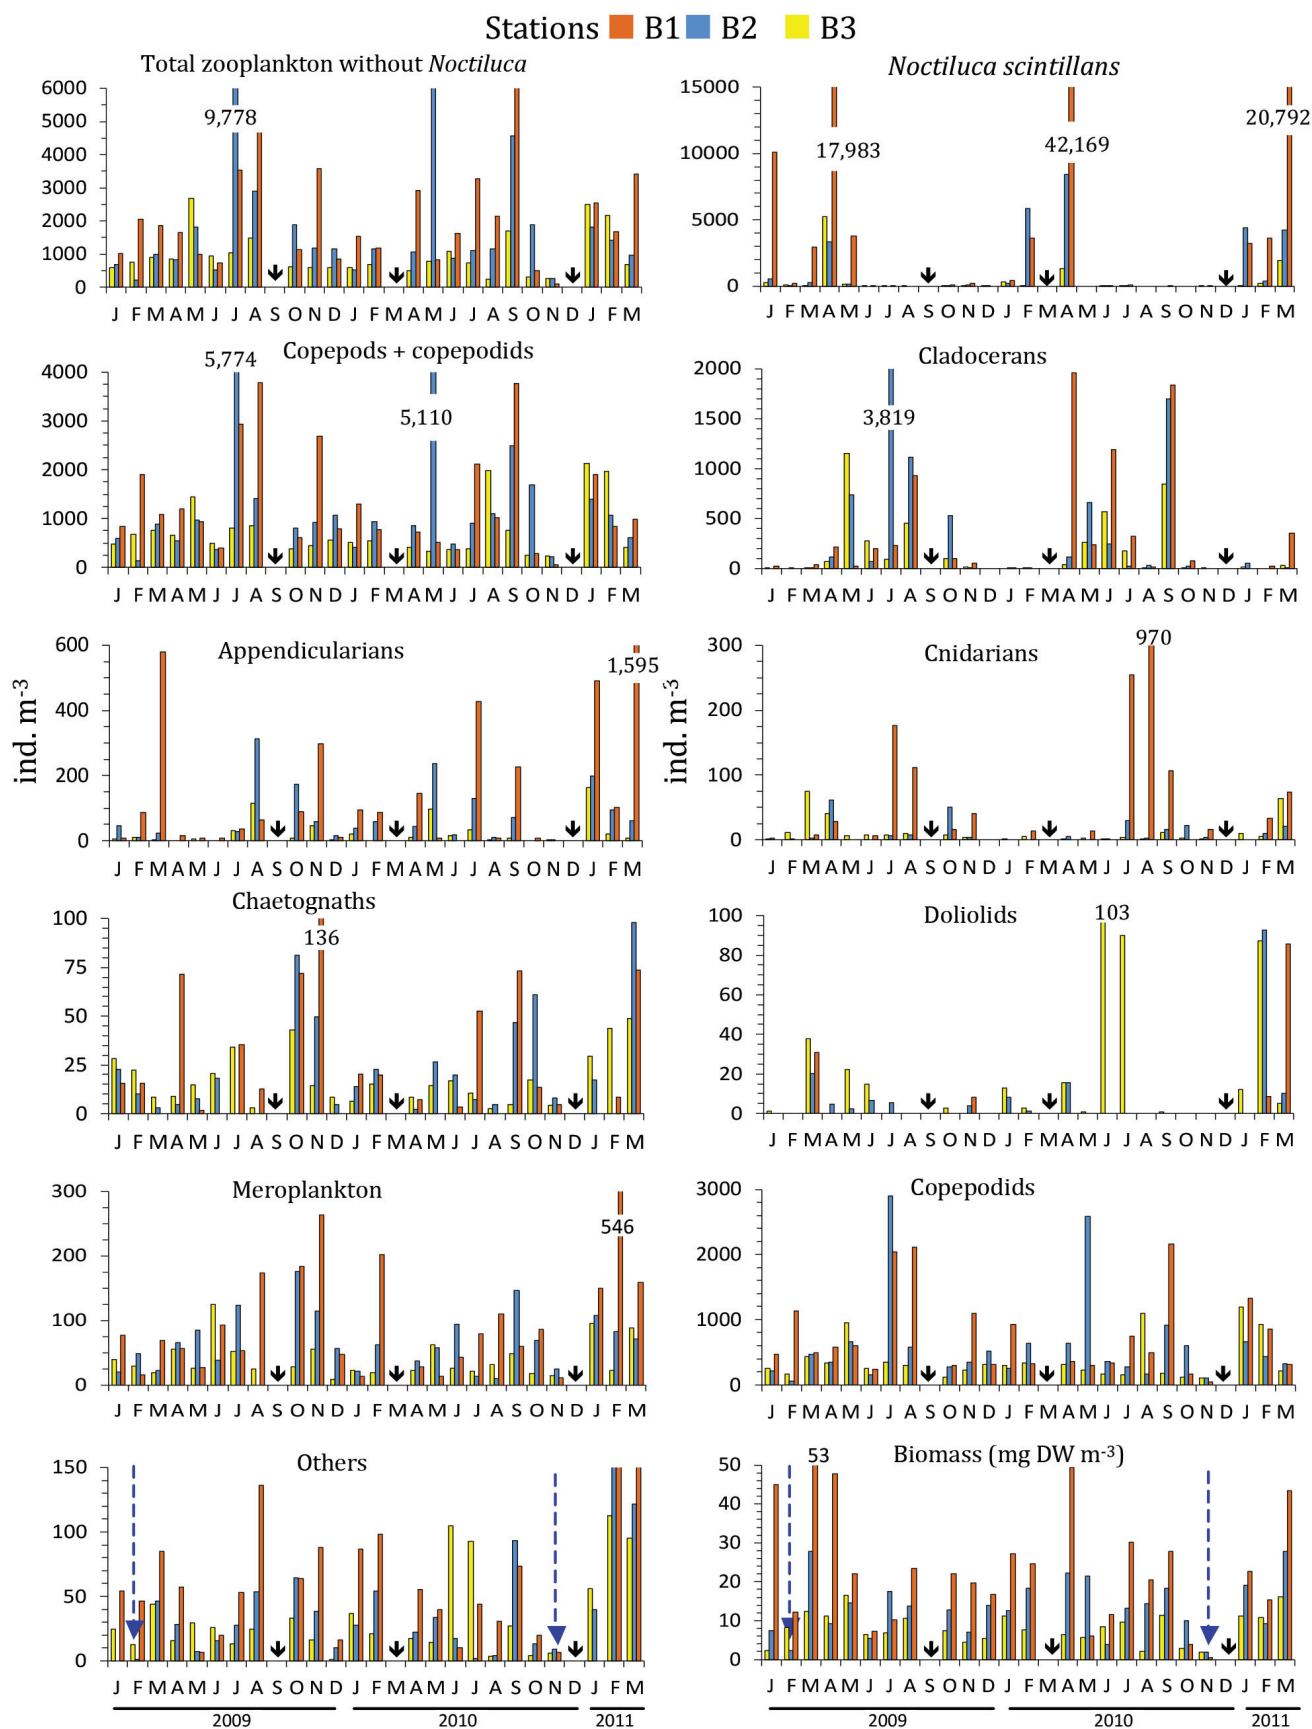 Stations B1 B2 B3
Total zooplankton without Noctiluca
6000
5000
4000
3000
2000
1000
0
9,778
J F M A M J J A S O N D J F M A M J J A S O N D J F M
Noctiluca scintillans
15000
10000
5000
0
17,983
42,169
20,792
J F M A M J J A S O N D J F M A M J J A S O N D J F M
Copepods + copepodids
4000
3000
2000
1000
0
5,774
5,110
J F M A M J J A S O N D J F M A M J J A S O N D J F M
Cladocerans
2000
1500
1000
500
0
3,819
J F M A M J J A S O N D J F M A M J J A S O N D J F M
ind. m-3
Appendicularians
600
400
200
0
1,595
J F M A M J J A S O N D J F M A M J J A S O N D J F M
ind. m-3
Cnidarians
300
200
100
0
970
J F M A M J J A S O N D J F M A M J J A S O N D J F M
Chaetognaths
100
75
50
25
0
136
J F M A M J J A S O N D J F M A M J J A S O N D J F M
Doliolids
100
80
60
40
20
0
103
J F M A M J J A S O N D J F M A M J J A S O N D J F M
Meroplankton
300
200
100
0
546
J F M A M J J A S O N D J F M A M J J A S O N D J F M
Copepodids
3000
2000
1000
0
J F M A M J J A S O N D J F M A M J J A S O N D J F M
Others
150
100
50
0
J F M A M J J A S O N D J F M A M J J A S O N D J F M
2009 2010 2011
Biomass (mg DW m-3)
50
40
30
20
10
0
53
J F M A M J J A S O N D J F M A M J J A S O N D J F M
2009 2010 2011